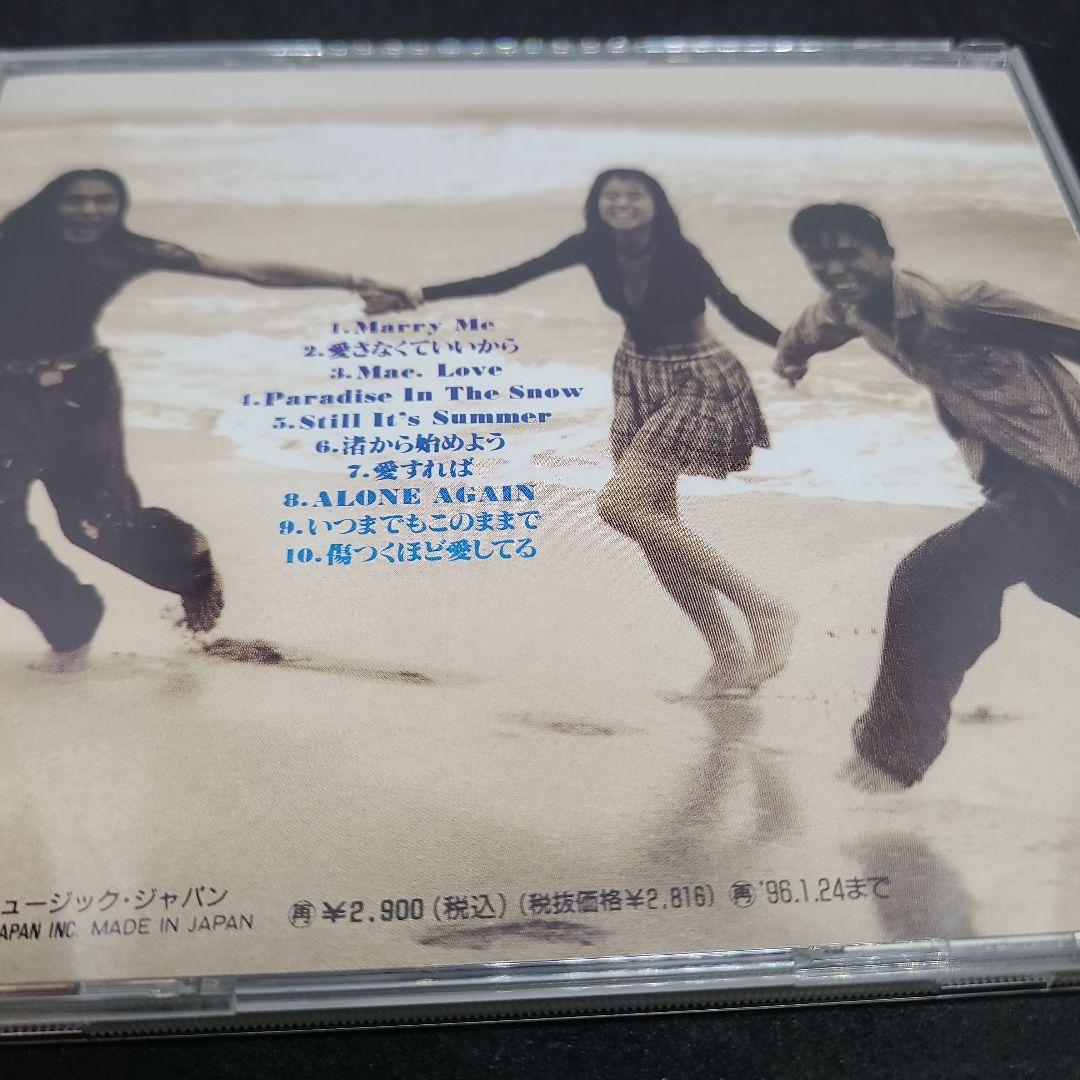 1.Marry Me
2.愛さなくていいから
3.Mac. Love
4.Paradise In The Snow
5.Still It's Summer
6.渚から始めよう
7.愛すれば
8.ALONE AGAIN
9.いつまでもこのままで
10.傷つくほど愛してる
ュージック・ジャパン
APAN INC. MADE IN JAPAN
再 ¥2,900(税込)(税抜価格¥2,816) 再 '96.1.24まで